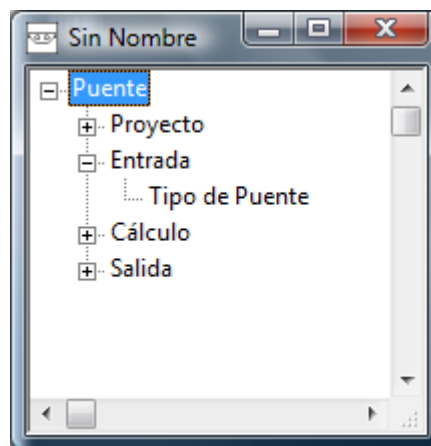 Sin Nombre
Puente
Proyecto
Entrada
Tipo de Puente
Cálculo
Salida